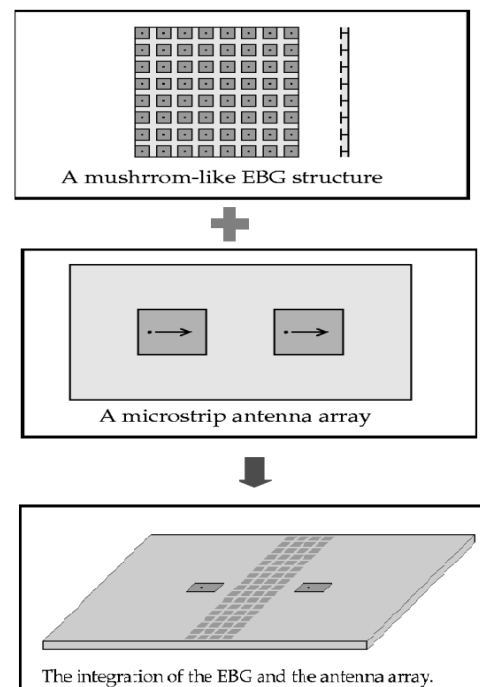 A mushrrom-like EBG structure
A microstrip antenna array
The integration of the EBG and the antenna array.